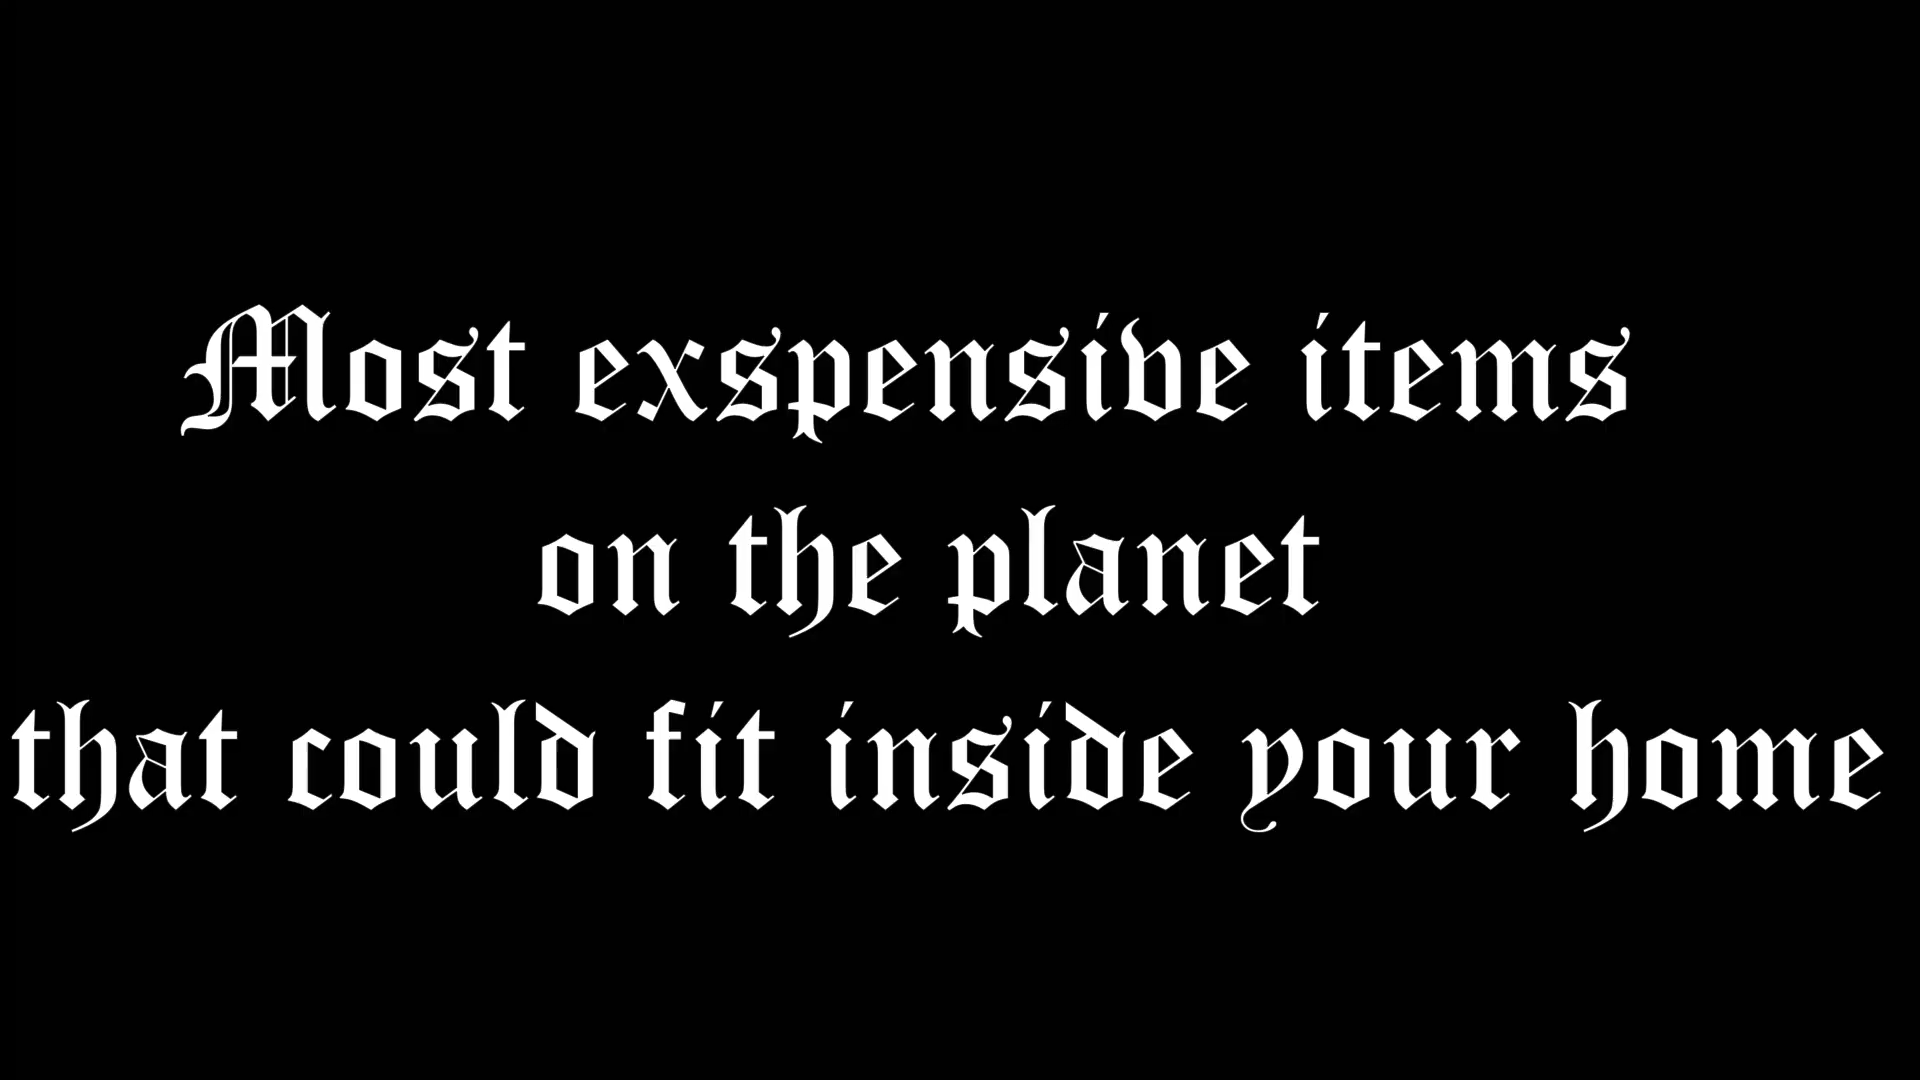 Most exspensive items
on the planet
that could fit inside your home